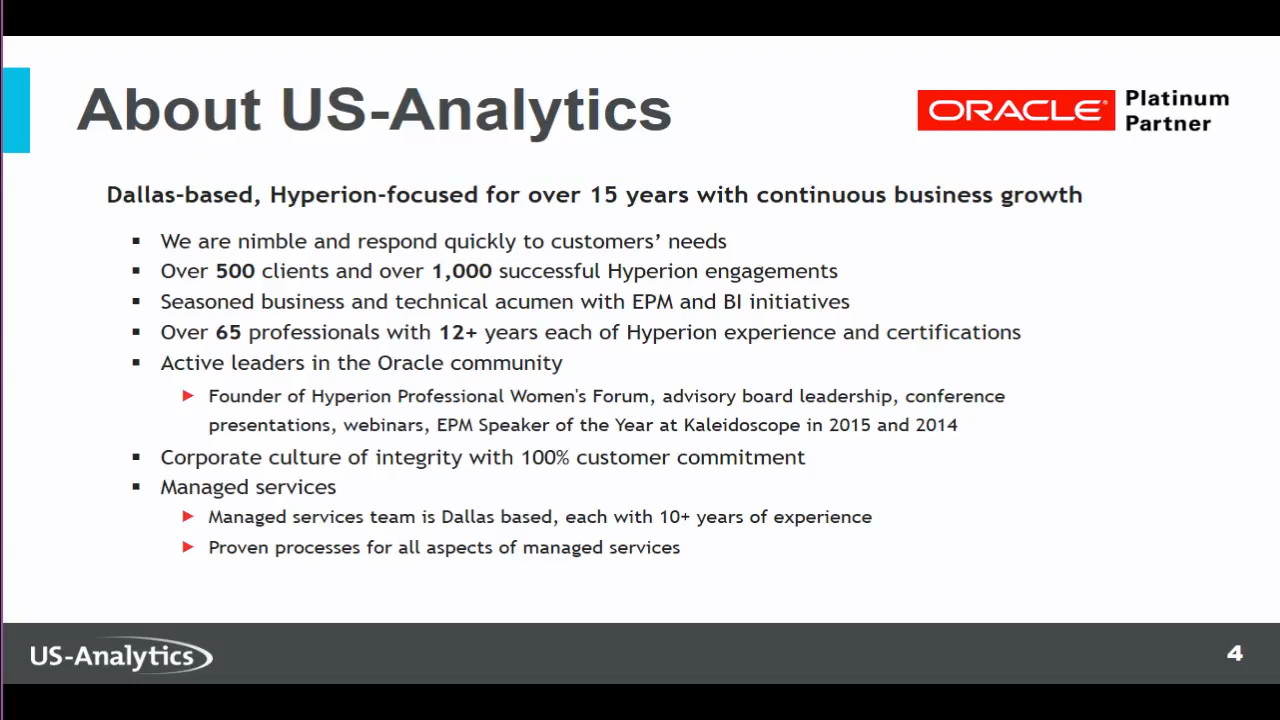 About US-Analytics
ORACLE® Platinum
Partner
Dallas-based, Hyperion-focused for over 15 years with continuous business growth
▪ We are nimble and respond quickly to customers’ needs
▪ Over 500 clients and over 1,000 successful Hyperion engagements
▪ Seasoned business and technical acumen with EPM and BI initiatives
▪ Over 65 professionals with 12+ years each of Hyperion experience and certifications
▪ Active leaders in the Oracle community
► Founder of Hyperion Professional Women's Forum, advisory board leadership, conference
presentations, webinars, EPM Speaker of the Year at Kaleidoscope in 2015 and 2014
▪ Corporate culture of integrity with 100% customer commitment
▪ Managed services
► Managed services team is Dallas based, each with 10+ years of experience
► Proven processes for all aspects of managed services
US-Analytics
4